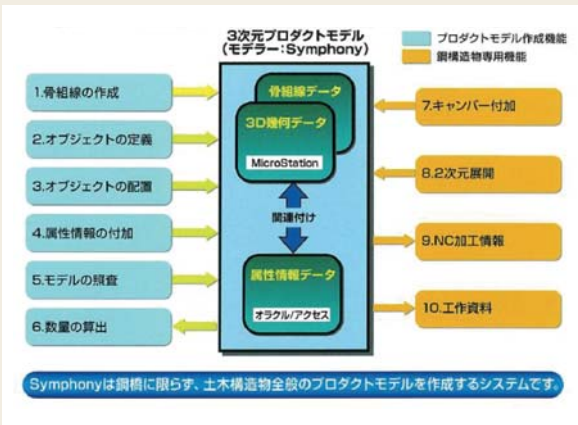 3次元プロダクトモデル
(モデラー:Symphony)
プロダクトモデル作成機能
鋼構造物専用機能
1.骨組線の作成
2.オブジェクトの定義
3.オブジェクトの配置
4.属性情報の付加
5.モデルの照査
6.数量の算出
骨組線データ
3D幾何データ
MicroStation
関連付け
属性情報データ
オラクル/アクセス
7.キャンバー付加
8.2次元展開
9.NC加工情報
10.工作資料
Symphonyは鋼橋に限らず、土木構造物全般のプロダクトモデルを作成するシステムです。